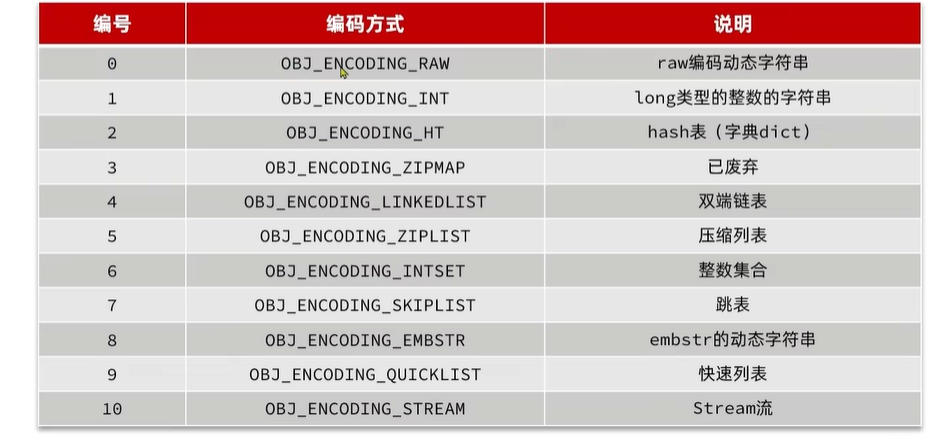 编号 编码方式 说明
0 OBJ_ENCODING_RAW raw编码动态字符串
1 OBJ_ENCODING_INT long类型的整数的字符串
2 OBJ_ENCODING_HT hash表（字典dict）
3 OBJ_ENCODING_ZIPMAP 已废弃
4 OBJ_ENCODING_LINKEDLIST 双端链表
5 OBJ_ENCODING_ZIPLIST 压缩列表
6 OBJ_ENCODING_INTSET 整数集合
7 OBJ_ENCODING_SKIPLIST 跳表
8 OBJ_ENCODING_EMBSTR embstr的动态字符串
9 OBJ_ENCODING_QUICKLIST 快速列表
10 OBJ_ENCODING_STREAM Stream流